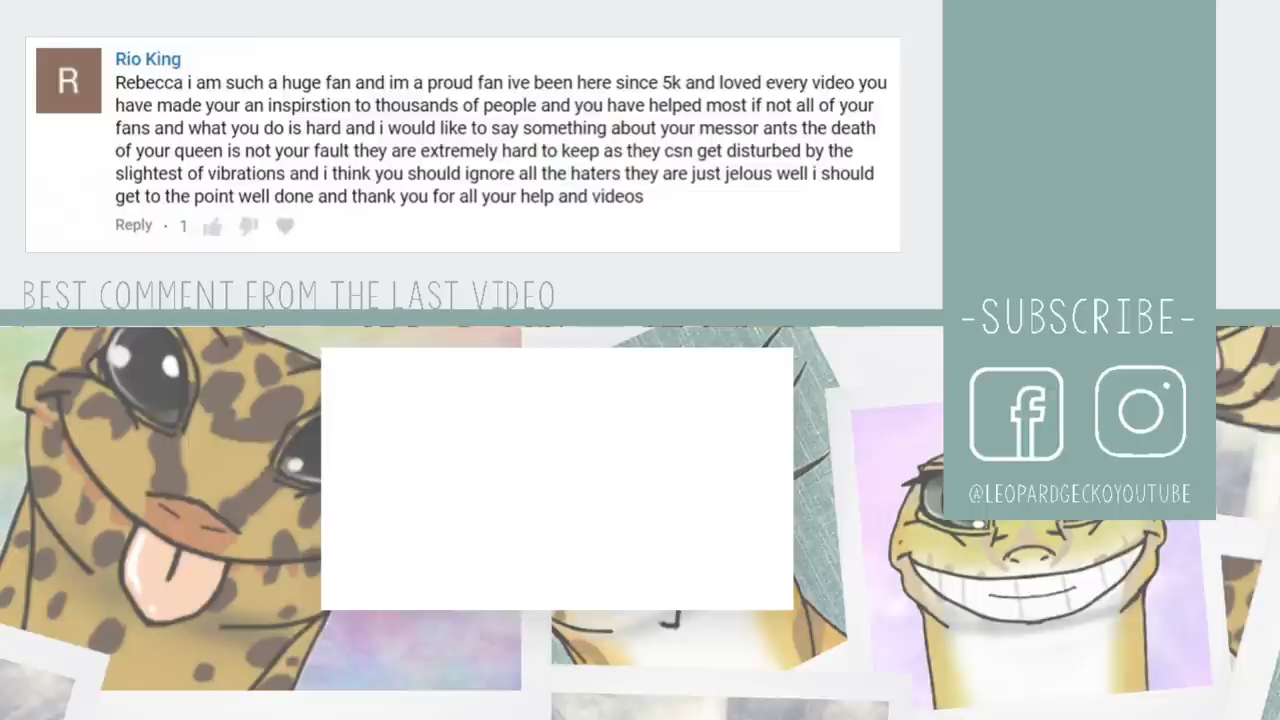 R
Rio King
Rebecca i am such a huge fan and im a proud fan ive been here since 5k and loved every video you
have made your an inspirstion to thousands of people and you have helped most if not all of your
fans and what you do is hard and i would like to say something about your messor ants the death
of your queen is not your fault they are extremely hard to keep as they csn get disturbed by the
slightest of vibrations and i think you should ignore all the haters they are just jelous well i should
get to the point well done and thank you for all your help and videos
Reply · 1
BEST COMMENT FROM THE LAST VIDEO
-SUBSCRIBE-
@LEOPARDGECKOYOUTUBE